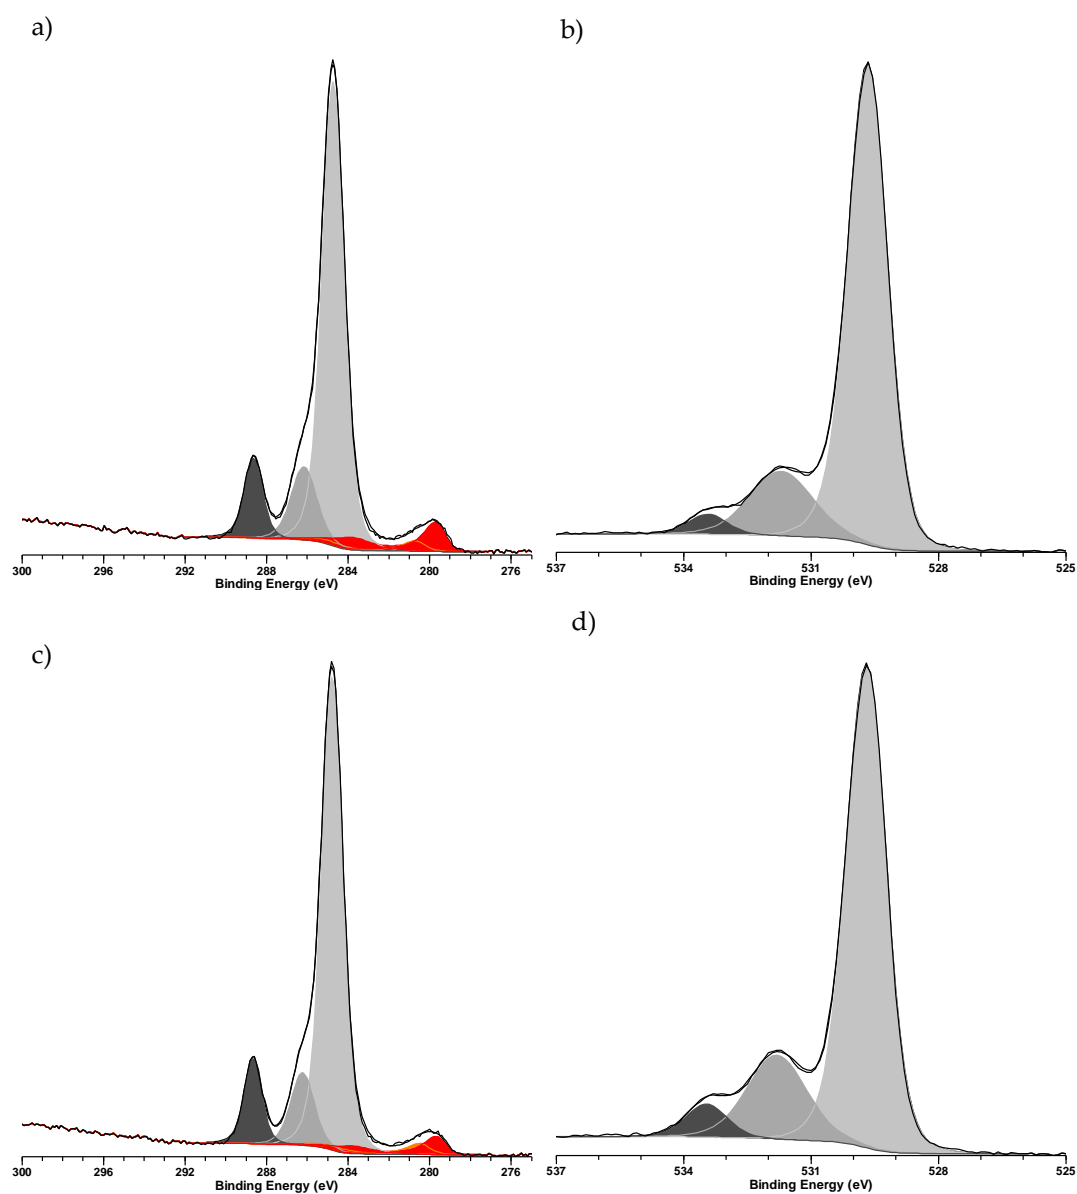 a)
b)
300 296 292 288 284 280 276
Binding Energy (eV)
537 534 531 528 525
Binding Energy (eV)
c)
d)
300 296 292 288 284 280 276
Binding Energy (eV)
537 534 531 528 525
Binding Energy (eV)